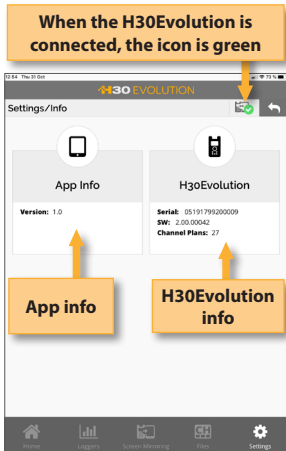 When the H30Evolution is
connected, the icon is green
12:54 Thu 31 Oct
73 %
H30 EVOLUTION
Settings/Info
App Info
H30Evolution
Version: 1.0
Serial: 05191799200009
SW: 2.00.00042
Channel Plans: 27
App info
H30Evolution
info
CH
Home
Loggers
Screen Mirroring
Files
Settings